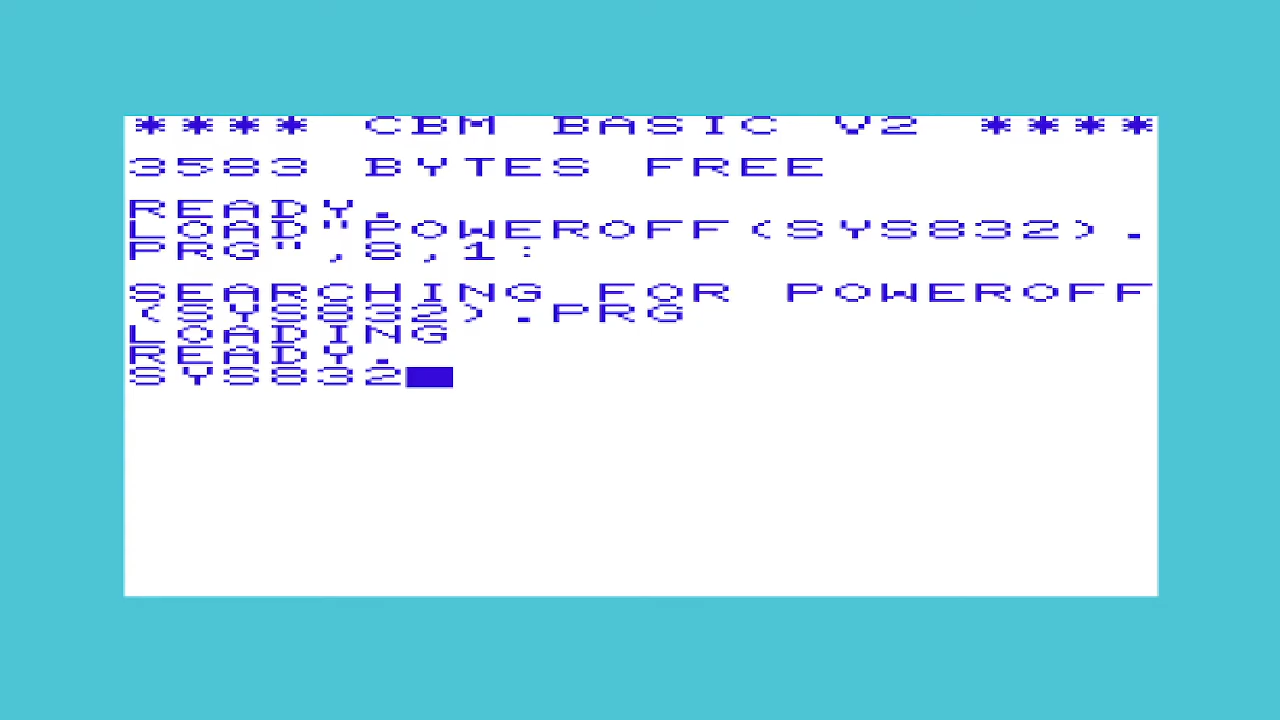 **** CBM BASIC V2 ****
3583 BYTES FREE
READY.
LOAD"POWEROFF(SYS832).
PRG",8,1:
SEARCHING FOR POWEROFF
(SYS832).PRG
LOADING
READY.
SYS832